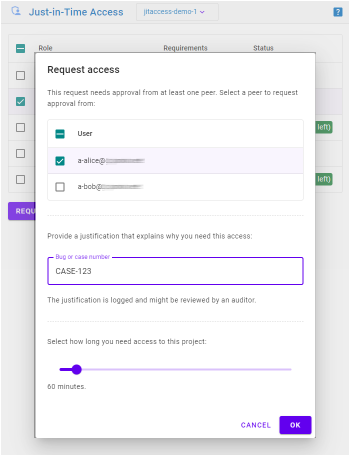 Just-in-Time Access
jitaccess-demo-1
?
Role Requirements Status
Request access
This request needs approval from at least one peer. Select a peer to request
approval from:
User
a-alice@
a-bob@
left)
left)
REQU
Provide a justification that explains why you need this access:
Bug or case number
CASE-123
The justification is logged and might be reviewed by an auditor.
Select how long you need access to this project:
60 minutes.
CANCEL OK